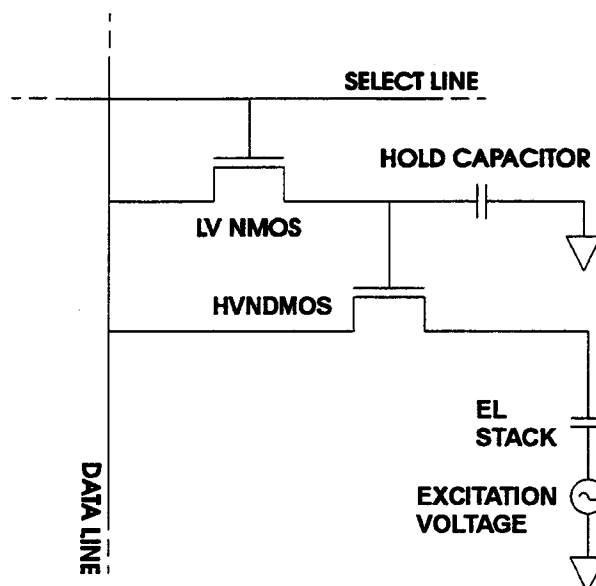 SELECT LINE
HOLD CAPACITOR
LV NMOS
HVNDMOS
EL
STACK
EXCITATION
VOLTAGE
DATA LINE